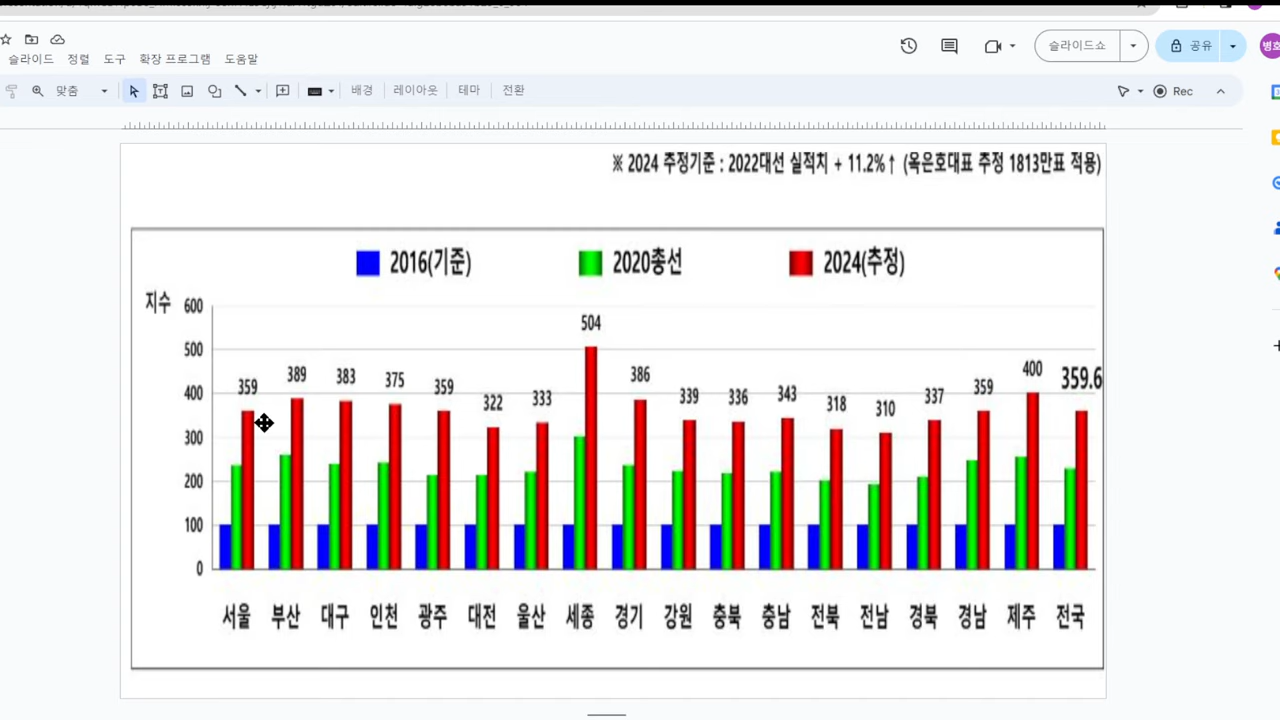 슬라이드 정렬 도구 확장 프로그램 도움말
슬라이드쇼
공유
병호
맞춤
배경 레이아웃 테마 전환
Rec
※ 2024 추정기준 : 2022대선 실적치 + 11.2%↑ (옥은호대표 추정 1813만표 적용)
2016(기준) 2020총선 2024(추정)
지수
600
500
400
300
200
100
0
359 389 383 375 359 322 333 504 386 339 336 343 318 310 337 359 400 359.6
서울 부산 대구 인천 광주 대전 울산 세종 경기 강원 충북 충남 전북 전남 경북 경남 제주 전국